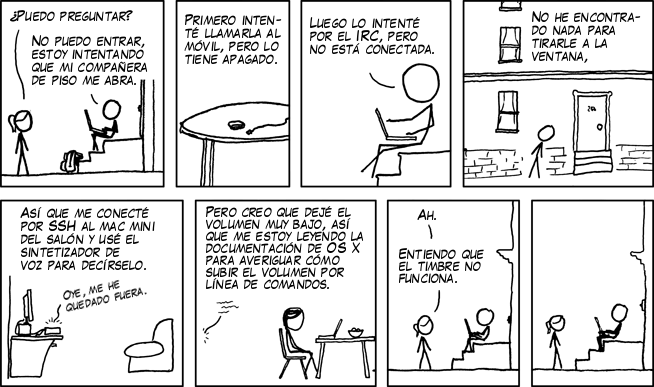 ¿Puedo preguntar?
No puedo entrar,
estoy intentando
que mi compañera
de piso me abra.
Primero inten-
té llamarla al
móvil, pero lo
tiene apagado.
Luego lo intenté
por el IRC, pero
no está conectada.
No he encontra-
do nada para
tirarle a la
ventana,
Así que me conecté
por SSH al mac mini
del salón y usé el
sintetizador de
voz para decírselo.
Oye, me he
quedado fuera.
Pero creo que dejé el
volumen muy bajo, así
que me estoy leyendo la
documentación de OS X
para averiguar cómo
subir el volumen por
línea de comandos.
Ah.
Entiendo que
el timbre no
funciona.